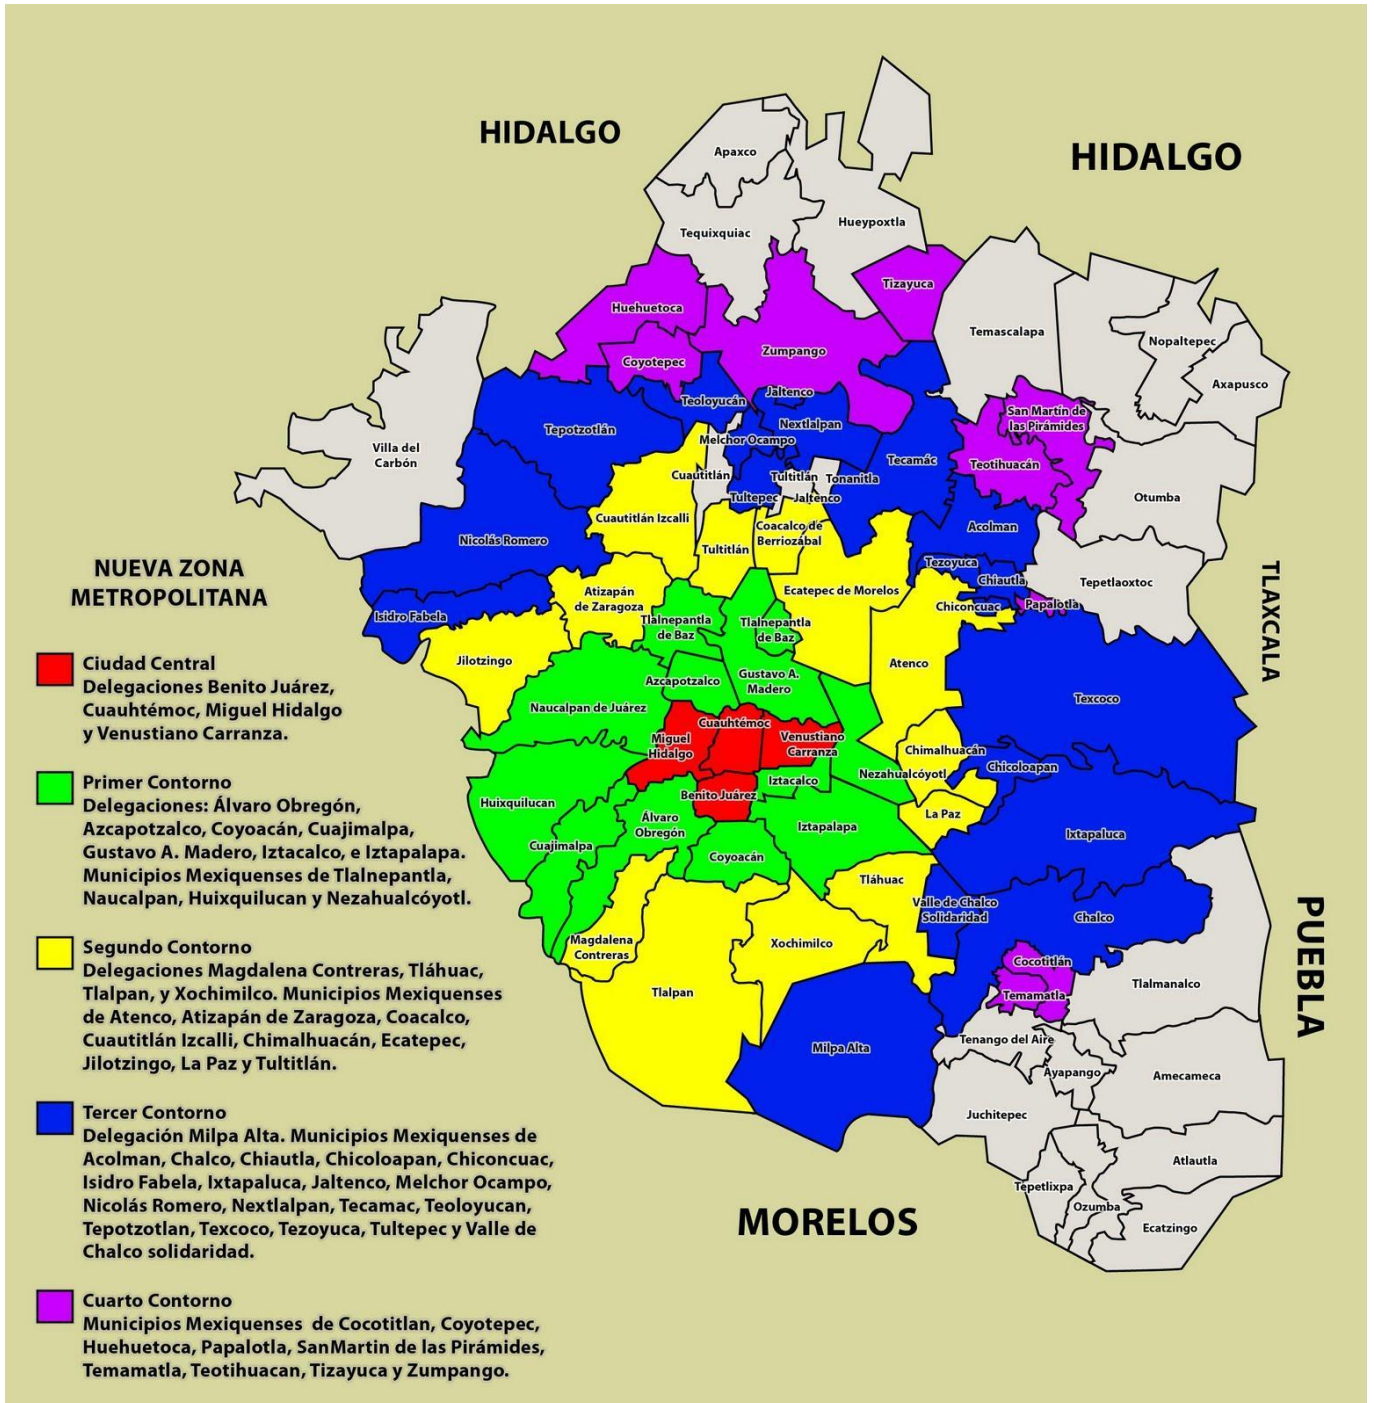 HIDALGO
HIDALGO
Apaxco
Tequixquiac
Hueypoxtla
Tizayuca
Huehuetoca
Temascalapa
Nopaltepec
Zumpango
Coyotepec
Axapusco
Jaltenco
Teoloyucán
San Martín de
las Pirámides
Nextlalpan
Tepotzotlán
Melchor Ocampo
Villa del
Carbón
Tecamác
Teotihuacán
Cuautitlán
Tultitlán
Tonanitla
Tultepec
Jaltenco
Otumba
Cuautitlán Izcalli
Coacalco de
Berriozábal
Acolman
Nicolás Romero
Tultitlán
Tezoyuca
Chiautla
Tepetlaoxtoc
Atizapán
de Zaragoza
Ecatepec de Morelos
Chiconcuac
Papalotla
Isidro Fabela
Tlalnepantla
de Baz
Tlalnepantla
de Baz
TLAXCALA
Jilotzingo
Atenco
Azcapotzalco
Gustavo A.
Madero
Texcoco
Naucalpan de Juárez
Cuauhtémoc
Miguel
Hidalgo
Venustiano
Carranza
Chimalhuacán
Chicoloapan
Nezahualcóyotl
Iztacalco
Benito Juárez
Huixquilucan
La Paz
Álvaro
Obregón
Iztapalapa
Ixtapaluca
Cuajimalpa
Coyoacán
Tláhuac
Valle de Chalco
Solidaridad
Chalco
PUEBLA
Magdalena
Contreras
Xochimilco
Cocotitlán
Tlalpan
Temamatla
Tlalmanalco
Milpa Alta
Tenango del Aire
Ayapango
Amecameca
Juchitepec
Atlautla
Tepetlixpa
Ozumba
Ecatzingo
MORELOS
NUEVA ZONA
METROPOLITANA
Ciudad Central
Delegaciones Benito Juárez,
Cuauhtémoc, Miguel Hidalgo
y Venustiano Carranza.
Primer Contorno
Delegaciones: Álvaro Obregón,
Azcapotzalco, Coyoacán, Cuajimalpa,
Gustavo A. Madero, Iztacalco, e Iztapalapa.
Municipios Mexiquenses de Tlalnepantla,
Naucalpan, Huixquilucan y Nezahualcóyotl.
Segundo Contorno
Delegaciones Magdalena Contreras, Tláhuac,
Tlalpan, y Xochimilco. Municipios Mexiquenses
de Atenco, Atizapán de Zaragoza, Coacalco,
Cuautitlán Izcalli, Chimalhuacán, Ecatepec,
Jilotzingo, La Paz y Tultitlán.
Tercer Contorno
Delegación Milpa Alta. Municipios Mexiquenses de
Acolman, Chalco, Chiautla, Chicoloapan, Chiconcuac,
Isidro Fabela, Ixtapaluca, Jaltenco, Melchor Ocampo,
Nicolás Romero, Nextlalpan, Tecamac, Teoloyucan,
Tepotzotlan, Texcoco, Tezoyuca, Tultepec y Valle de
Chalco solidaridad.
Cuarto Contorno
Municipios Mexiquenses de Cocotitlan, Coyotepec,
Huehuetoca, Papalotla, SanMartin de las Pirámides,
Temamatla, Teotihuacan, Tizayuca y Zumpango.